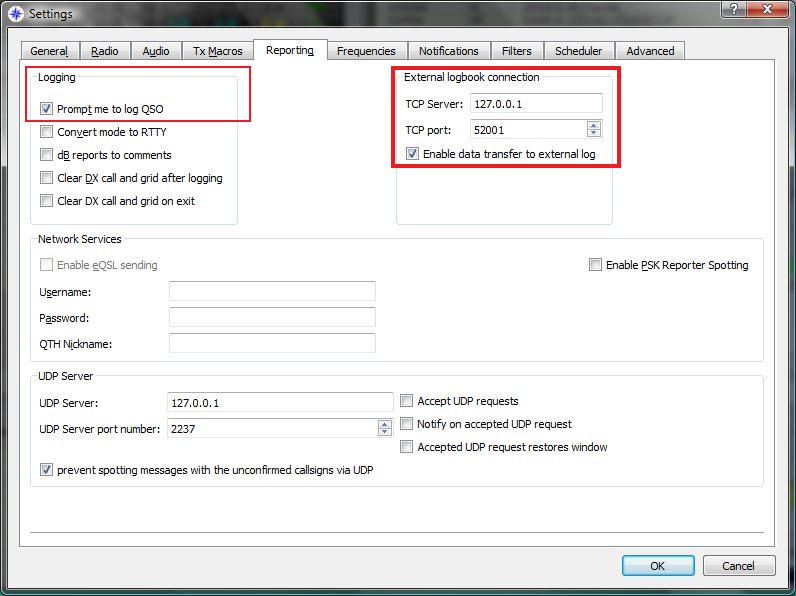 Settings
General Radio Audio Tx Macros Reporting Frequencies Notifications Filters Scheduler Advanced
Logging
Prompt me to log QSO
Convert mode to RTTY
dB reports to comments
Clear DX call and grid after logging
Clear DX call and grid on exit
External logbook connection
TCP Server: 127.0.0.1
TCP port: 52001
Enable data transfer to external log
Network Services
Enable eQSL sending
Enable PSK Reporter Spotting
Username:
Password:
QTH Nickname:
UDP Server
UDP Server: 127.0.0.1
UDP Server port number: 2237
Accept UDP requests
Notify on accepted UDP request
Accepted UDP request restores window
prevent spotting messages with the unconfirmed callsigns via UDP
OK Cancel